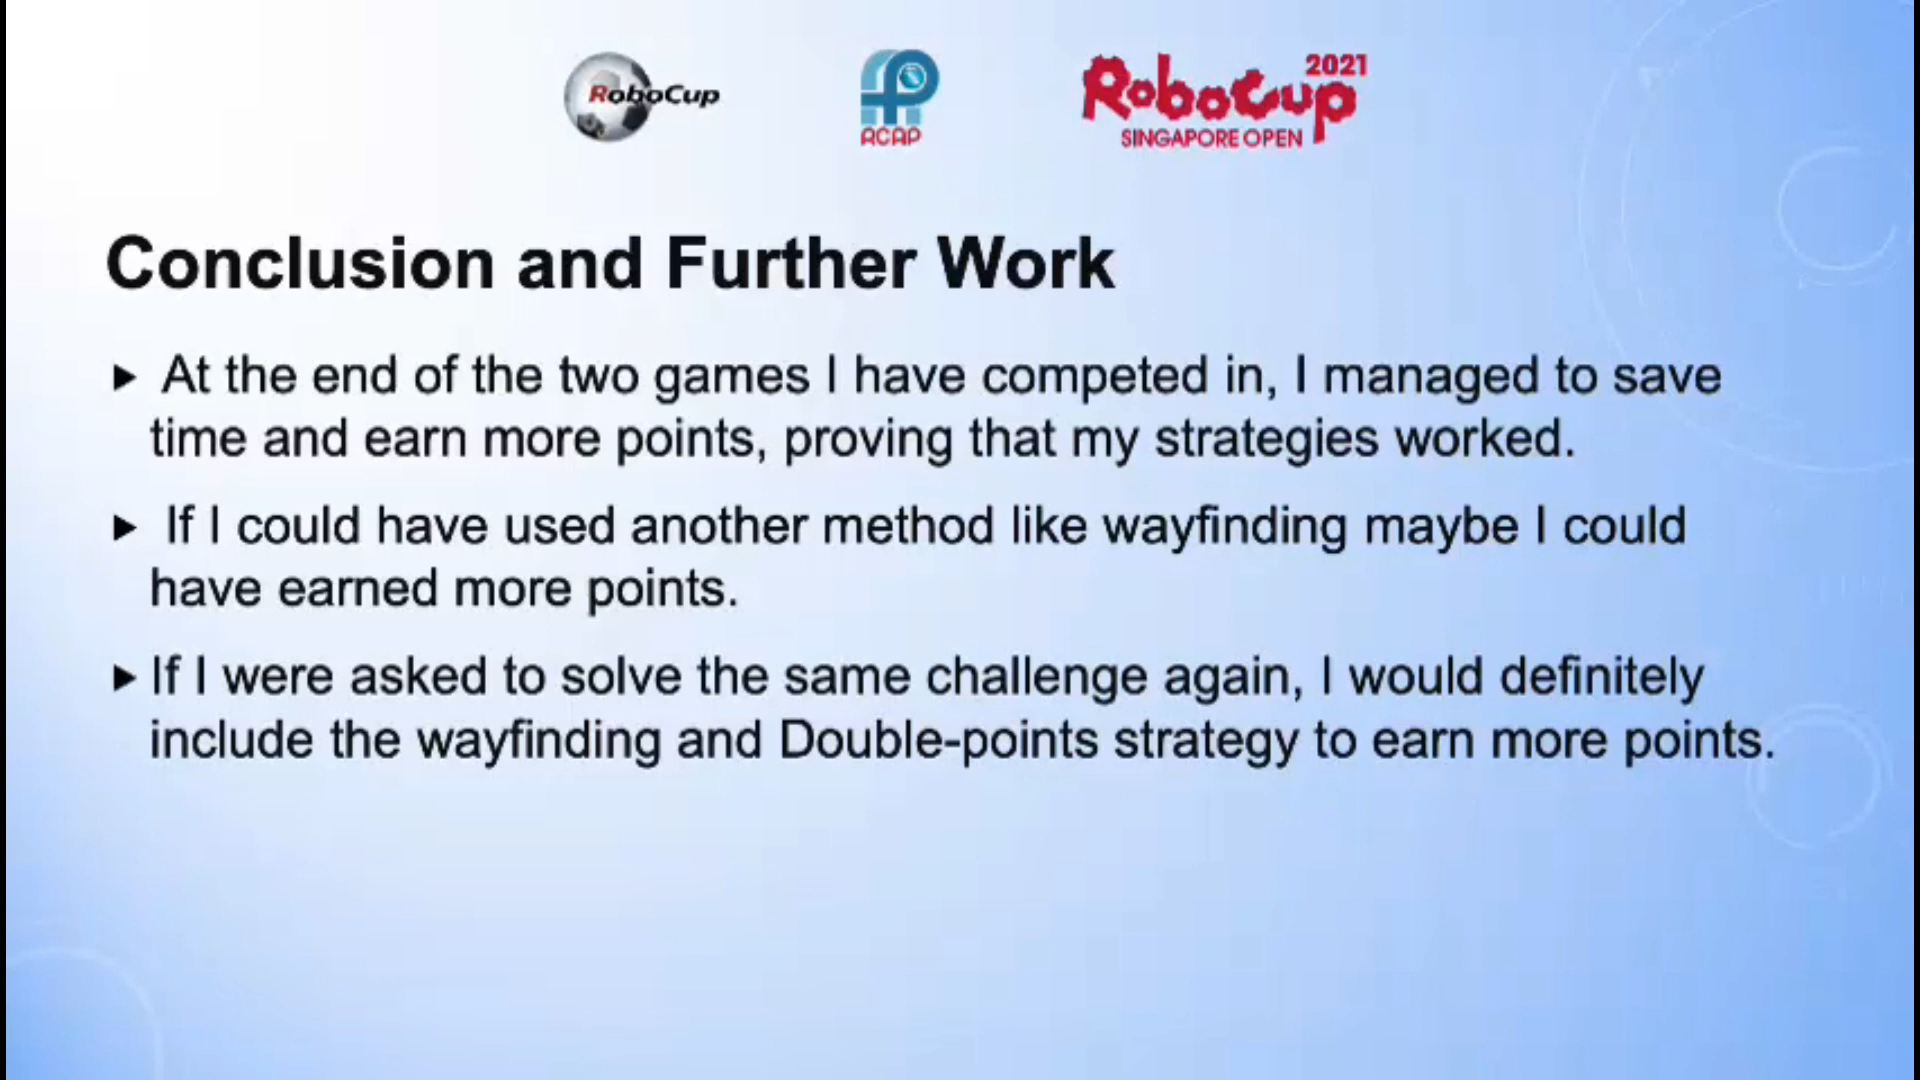 RoboCup
ACAP
RoboCup 2021
SINGAPORE OPEN
Conclusion and Further Work
At the end of the two games I have competed in, I managed to save
time and earn more points, proving that my strategies worked.
If I could have used another method like wayfinding maybe I could
have earned more points.
If I were asked to solve the same challenge again, I would definitely
include the wayfinding and Double-points strategy to earn more points.